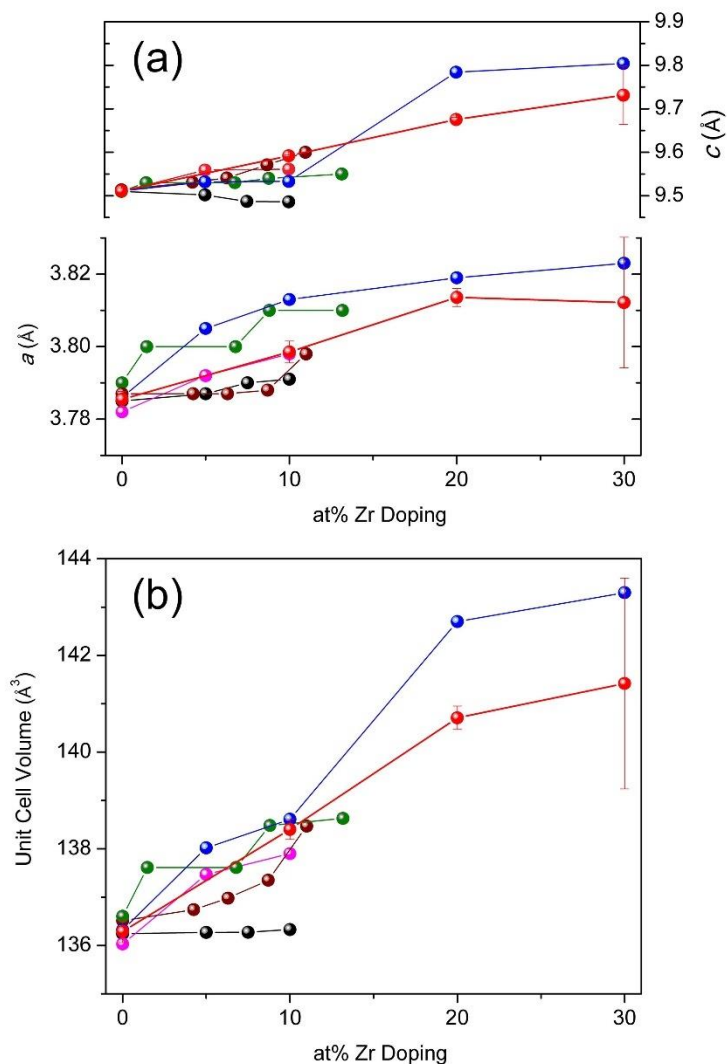 (a)
9.9
9.8
9.7
9.6
9.5
c (Å)
3.82
3.80
3.78
a (Å)
0 10 20 30
at% Zr Doping
(b)
144
142
140
138
136
Unit Cell Volume (Å³)
0 10 20 30
at% Zr Doping